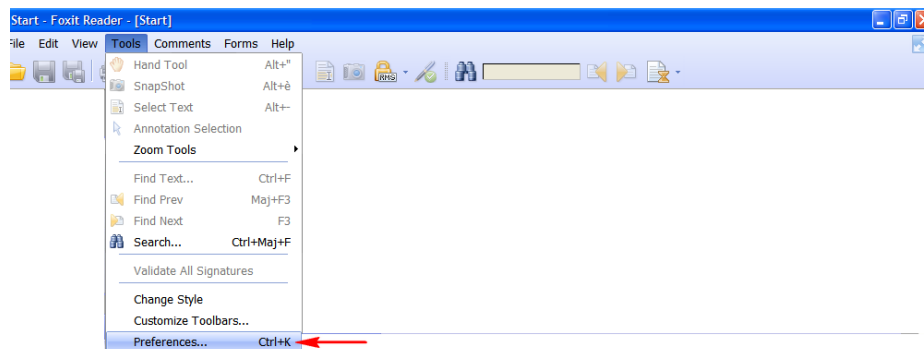 Start - Foxit Reader - [Start]
File Edit View Tools Comments Forms Help
Hand Tool Alt+"
SnapShot Alt+è
Select Text Alt+-
Annotation Selection
Zoom Tools
Find Text... Ctrl+F
Find Prev Maj+F3
Find Next F3
Search... Ctrl+Maj+F
Validate All Signatures
Change Style
Customize Toolbars...
Preferences... Ctrl+K
RMS